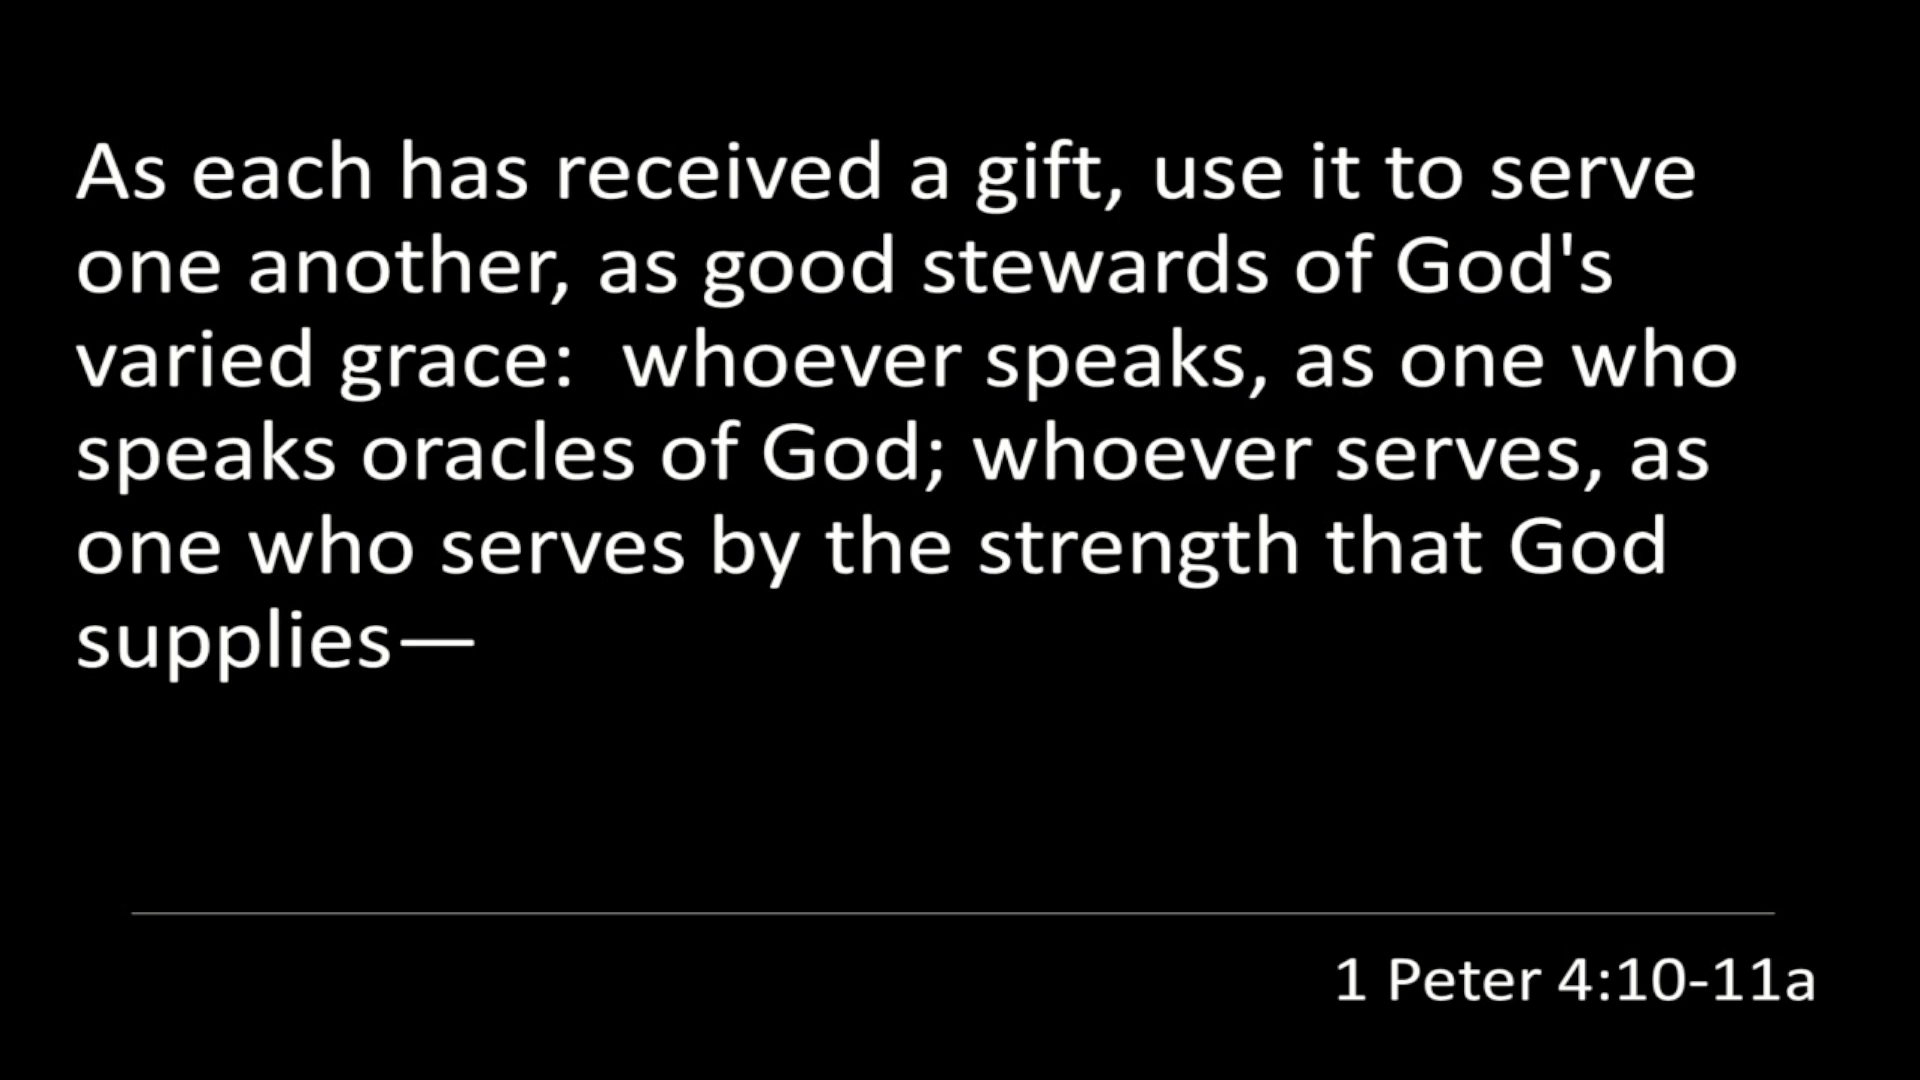 As each has received a gift, use it to serve
one another, as good stewards of God's
varied grace:  whoever speaks, as one who
speaks oracles of God; whoever serves, as
one who serves by the strength that God
supplies—
1 Peter 4:10-11a